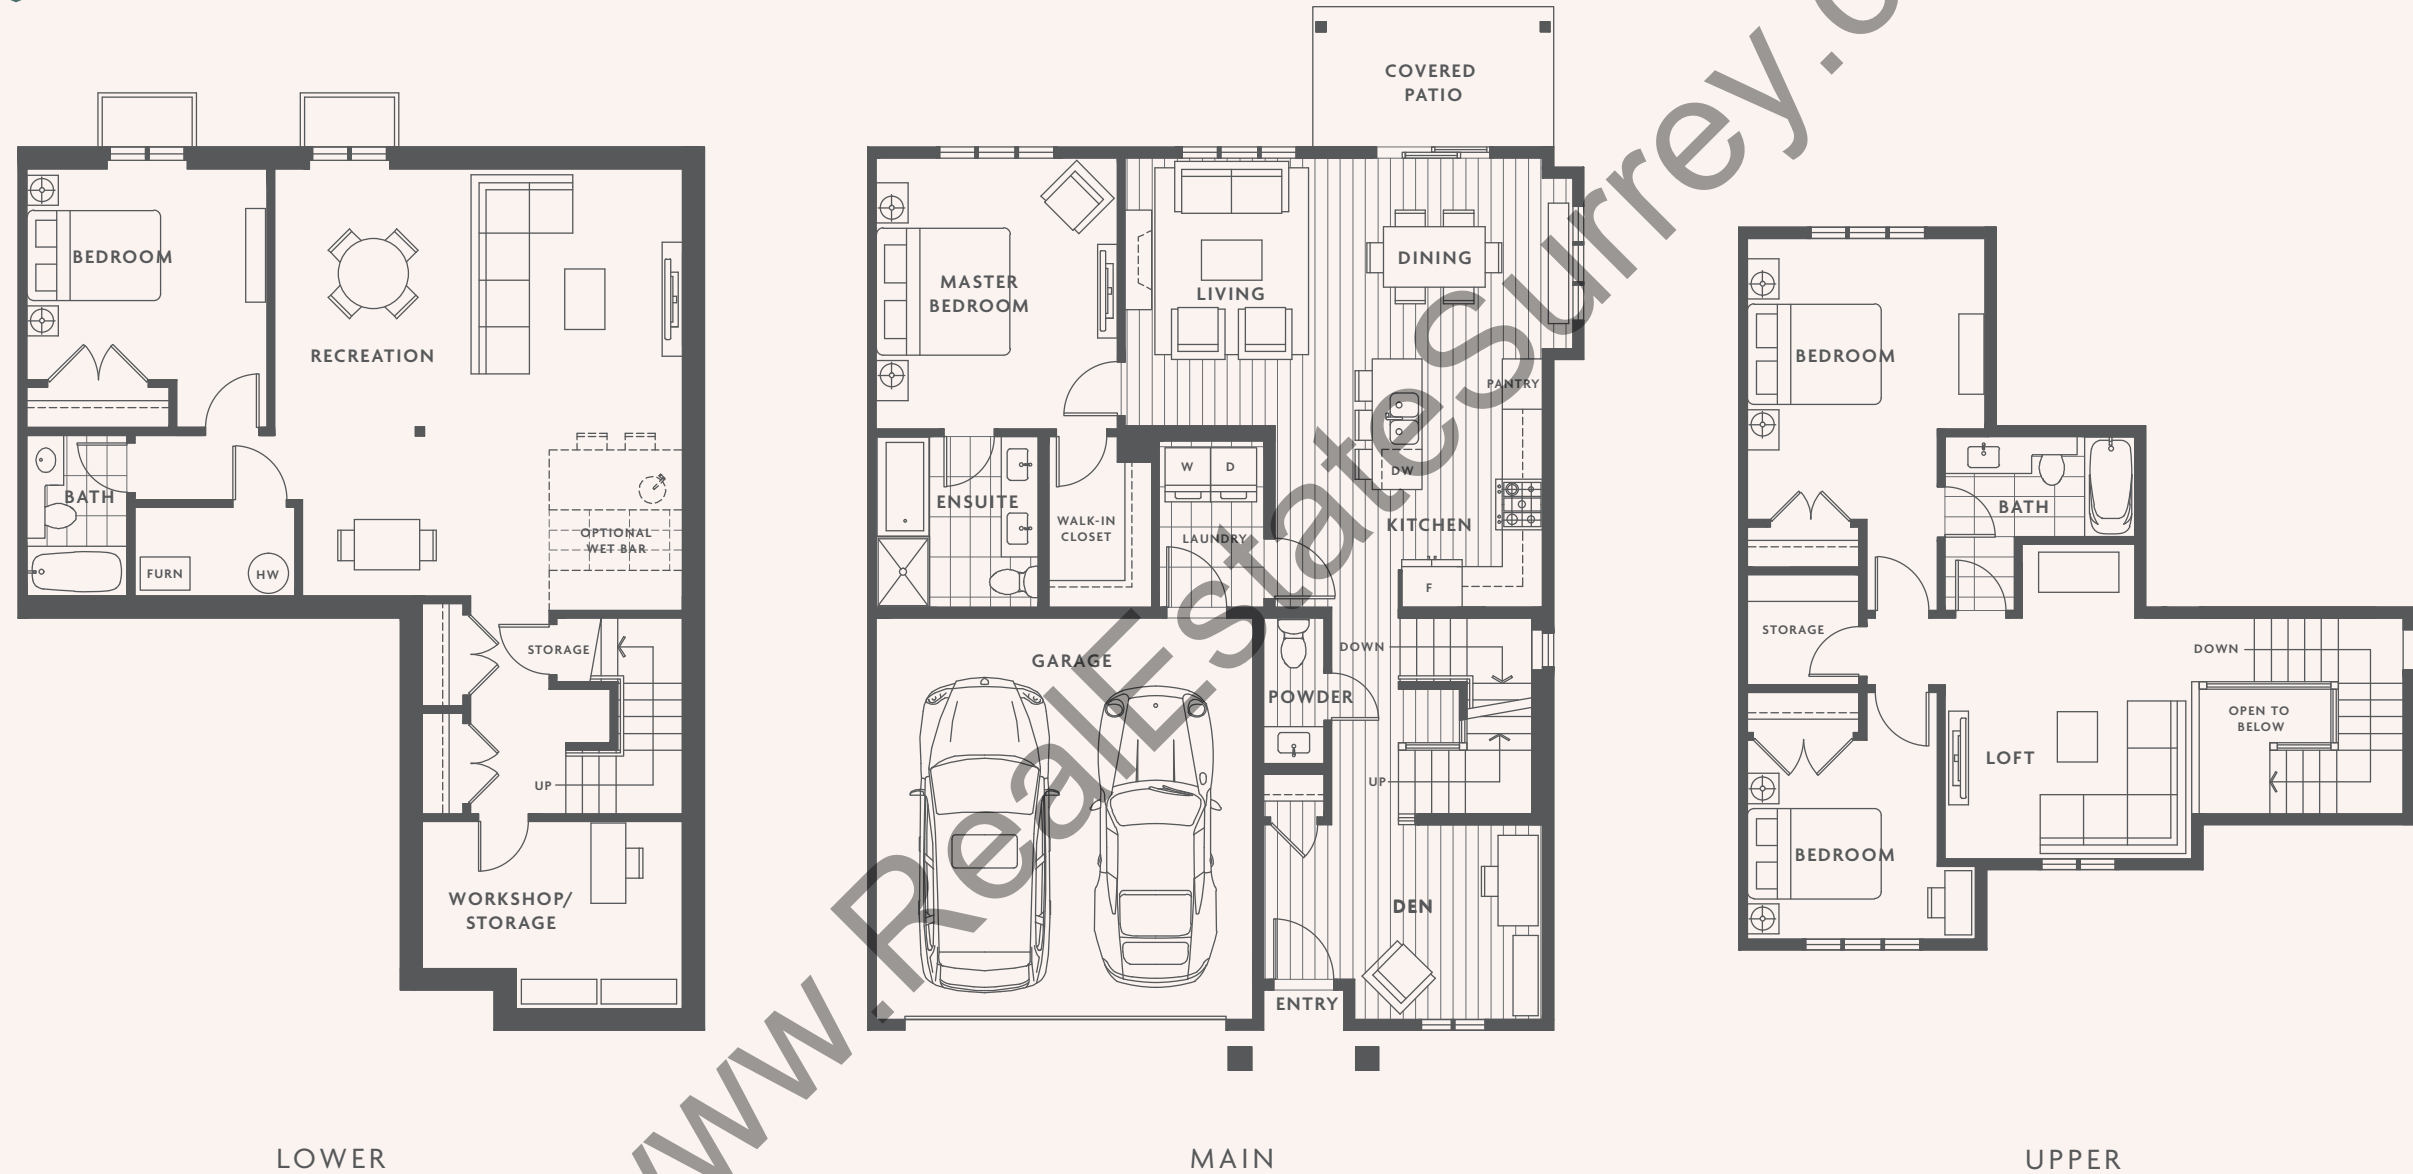 BEDROOM
RECREATION
BATH
FURN
HW
OPTIONAL
WET BAR
STORAGE
UP
WORKSHOP/
STORAGE
LOWER
COVERED
PATIO
MASTER
BEDROOM
LIVING
DINING
PANTRY
DW
KITCHEN
F
ENSUITE
WALK-IN
CLOSET
W
D
LAUNDRY
GARAGE
POWDER
DOWN
UP
DEN
ENTRY
MAIN
BEDROOM
BATH
STORAGE
BEDROOM
LOFT
DOWN
OPEN TO
BELOW
UPPER